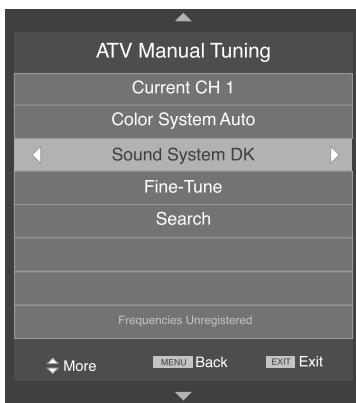 ATV Manual Tuning
Current CH 1
Color System Auto
Sound System DK
Fine-Tune
Search
Frequencies Unregistered
More MENU Back EXIT Exit